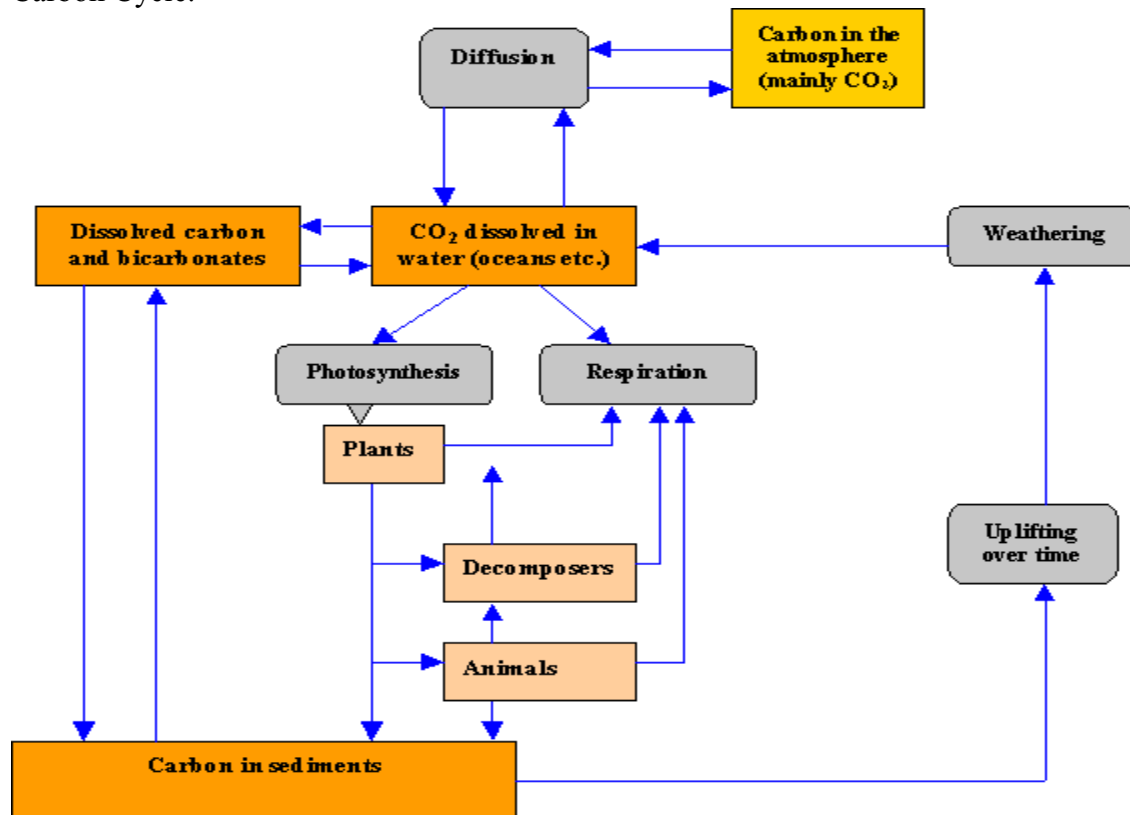 Carbon Cycle.
Diffusion
Carbon in the
atmosphere
(mainly CO₂)
Dissolved carbon
and bicarbonates
CO₂ dissolved in
water (oceans etc.)
Weathering
Photosynthesis
Respiration
Plants
Uplifting
over time
Decomposers
Animals
Carbon in sediments